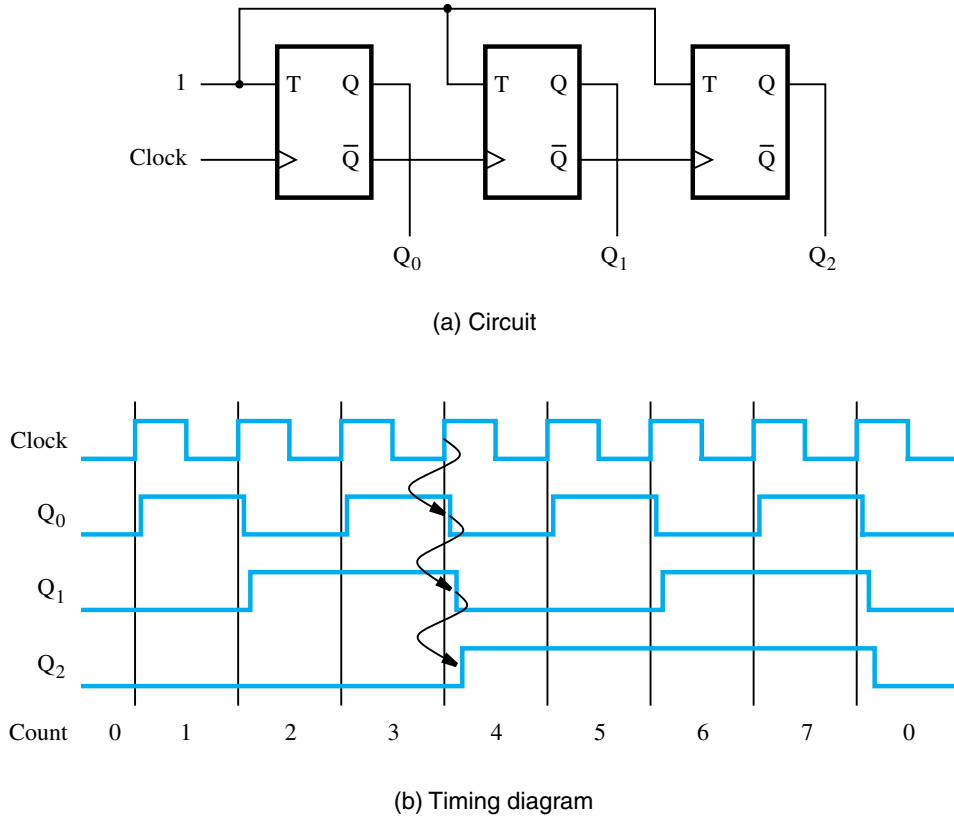 1 T Q T Q T Q
Clock Q̅ Q̅ Q̅
Q0 Q1 Q2
(a) Circuit
Clock
Q0
Q1
Q2
Count 0 1 2 3 4 5 6 7 0
(b) Timing diagram